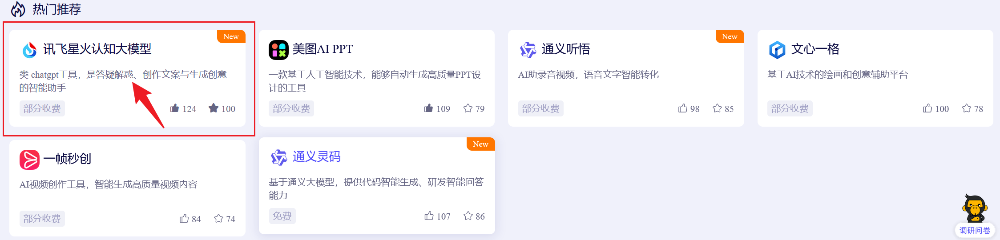 热门推荐
New
讯飞星火认知大模型
类 chatgpt工具，是答疑解惑、创作文案与生成创意
的智能助手
部分收费
124
100
美图AI PPT
一款基于人工智能技术，能够自动生成高质量PPT设
计的工具
部分收费
109
79
New
通义听悟
AI助录音视频，语音文字智能转化
部分收费
98
85
文心一格
基于AI技术的绘画和创意辅助平台
部分收费
100
78
一帧秒创
AI视频创作工具，智能生成高质量视频内容
部分收费
84
74
New
通义灵码
基于通义大模型，提供代码智能生成、研发智能问答
能力
免费
107
86
调研问卷